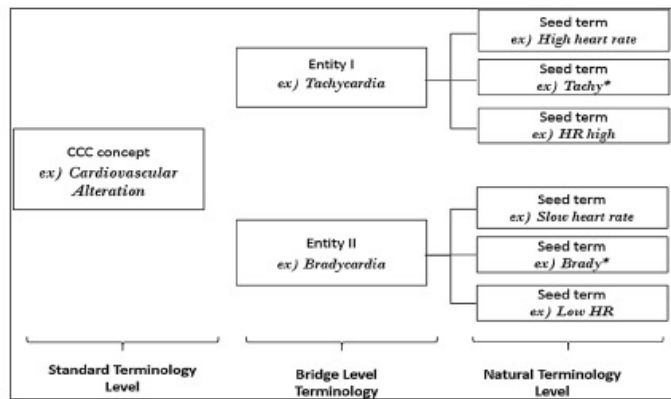 CCC concept
ex) Cardiovascular
Alteration
Entity I
ex) Tachycardia
Entity II
ex) Bradycardia
Seed term
ex) High heart rate
Seed term
ex) Tachy*
Seed term
ex) HR high
Seed term
ex) Slow heart rate
Seed term
ex) Brady*
Seed term
ex) Low HR
Standard Terminology
Level
Bridge Level
Terminology
Natural Terminology
Level